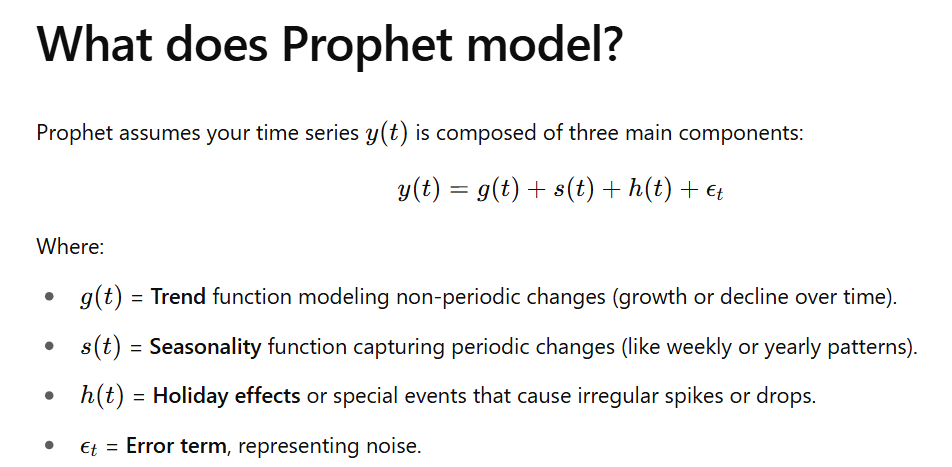 What does Prophet model?
Prophet assumes your time series y(t) is composed of three main components:
y(t) = g(t) + s(t) + h(t) + ϵₜ
Where:
• g(t) = Trend function modeling non-periodic changes (growth or decline over time).
• s(t) = Seasonality function capturing periodic changes (like weekly or yearly patterns).
• h(t) = Holiday effects or special events that cause irregular spikes or drops.
• ϵₜ = Error term, representing noise.